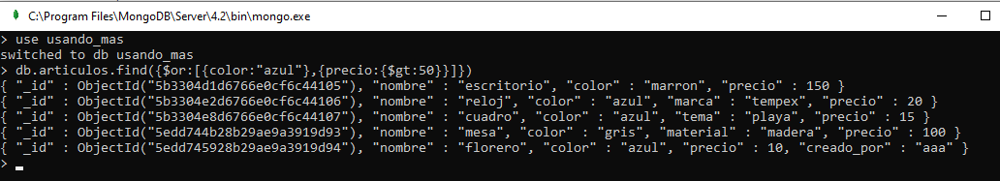 C:\Program Files\MongoDB\Server\4.2\bin\mongo.exe
> use usando_mas
switched to db usando_mas
> db.articulos.find({$or:[{color:"azul"},{precio:{$gt:50}}]})
{ "_id" : ObjectId("5b3304d1d6766e0cf6c44105"), "nombre" : "escritorio", "color" : "marron", "precio" : 150 }
{ "_id" : ObjectId("5b3304e2d6766e0cf6c44106"), "nombre" : "reloj", "color" : "azul", "marca" : "tempex", "precio" : 20 }
{ "_id" : ObjectId("5b3304e8d6766e0cf6c44107"), "nombre" : "cuadro", "color" : "azul", "tema" : "playa", "precio" : 15 }
{ "_id" : ObjectId("5edd744b28b29ae9a3919d93"), "nombre" : "mesa", "color" : "gris", "material" : "madera", "precio" : 100 }
{ "_id" : ObjectId("5edd745928b29ae9a3919d94"), "nombre" : "florero", "color" : "azul", "precio" : 10, "creado_por" : "aaa" }
>